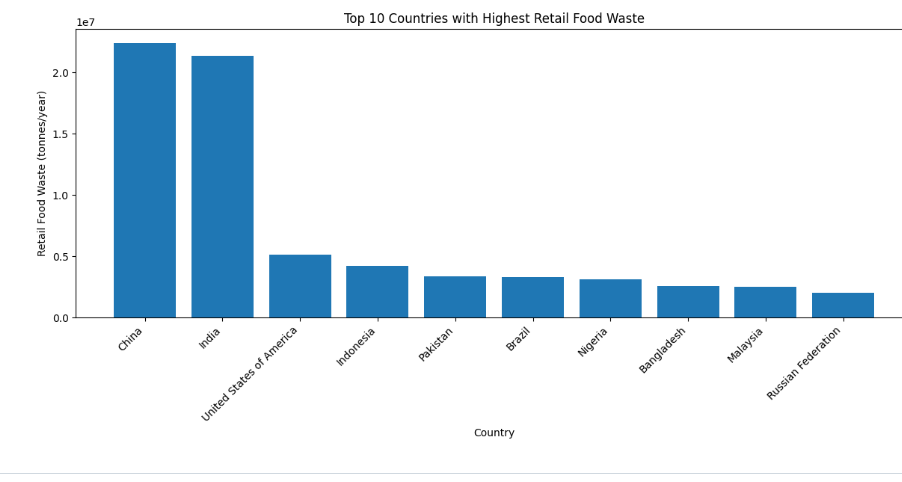 Top 10 Countries with Highest Retail Food Waste
1e7
Retail Food Waste (tonnes/year)
2.0
1.5
1.0
0.5
0.0
China
India
United States of America
Indonesia
Pakistan
Brazil
Nigeria
Bangladesh
Malaysia
Russian Federation
Country